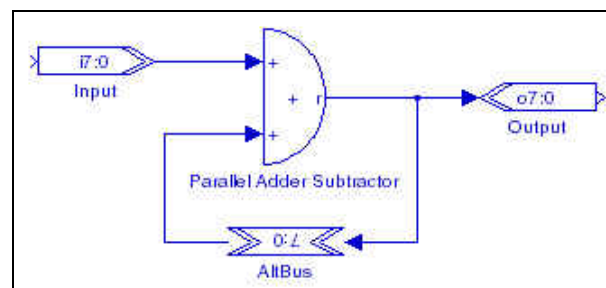 i7:0
Input
+
+
r
+
o7:0
Output
Parallel Adder Subtractor
7:0
AltBus